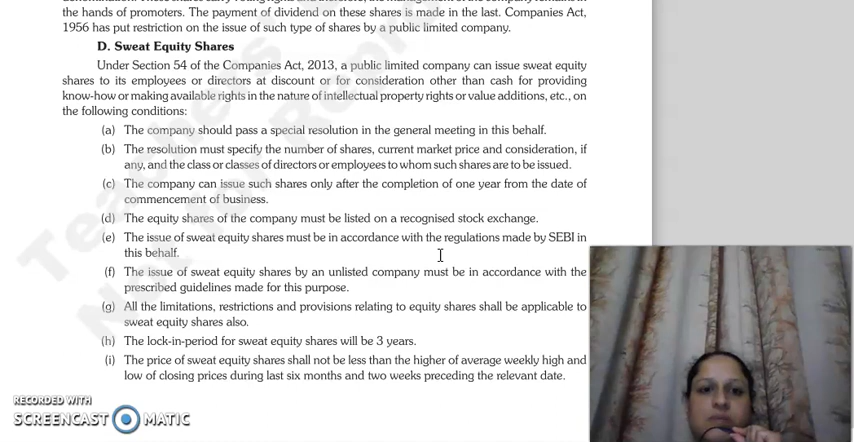 the hands of promoters. The payment of dividend on these shares is made in the last. Companies Act,
1956 has put restriction on the issue of such type of shares by a public limited company.
D. Sweat Equity Shares
Under Section 54 of the Companies Act, 2013, a public limited company can issue sweat equity
shares to its employees or directors at discount or for consideration other than cash for providing
know-how or making available rights in the nature of intellectual property rights or value additions, etc., on
the following conditions:
(a) The company should pass a special resolution in the general meeting in this behalf.
(b) The resolution must specify the number of shares, current market price and consideration, if
any, and the class or classes of directors or employees to whom such shares are to be issued.
(c) The company can issue such shares only after the completion of one year from the date of
commencement of business.
(d) The equity shares of the company must be listed on a recognised stock exchange.
(e) The issue of sweat equity shares must be in accordance with the regulations made by SEBI in
this behalf.
(f) The issue of sweat equity shares by an unlisted company must be in accordance with the
prescribed guidelines made for this purpose.
(g) All the limitations, restrictions and provisions relating to equity shares shall be applicable to
sweat equity shares also.
(h) The lock-in-period for sweat equity shares will be 3 years.
(i) The price of sweat equity shares shall not be less than the higher of average weekly high and
low of closing prices during last six months and two weeks preceding the relevant date.
RECORDED WITH
SCREENCAST MATIC